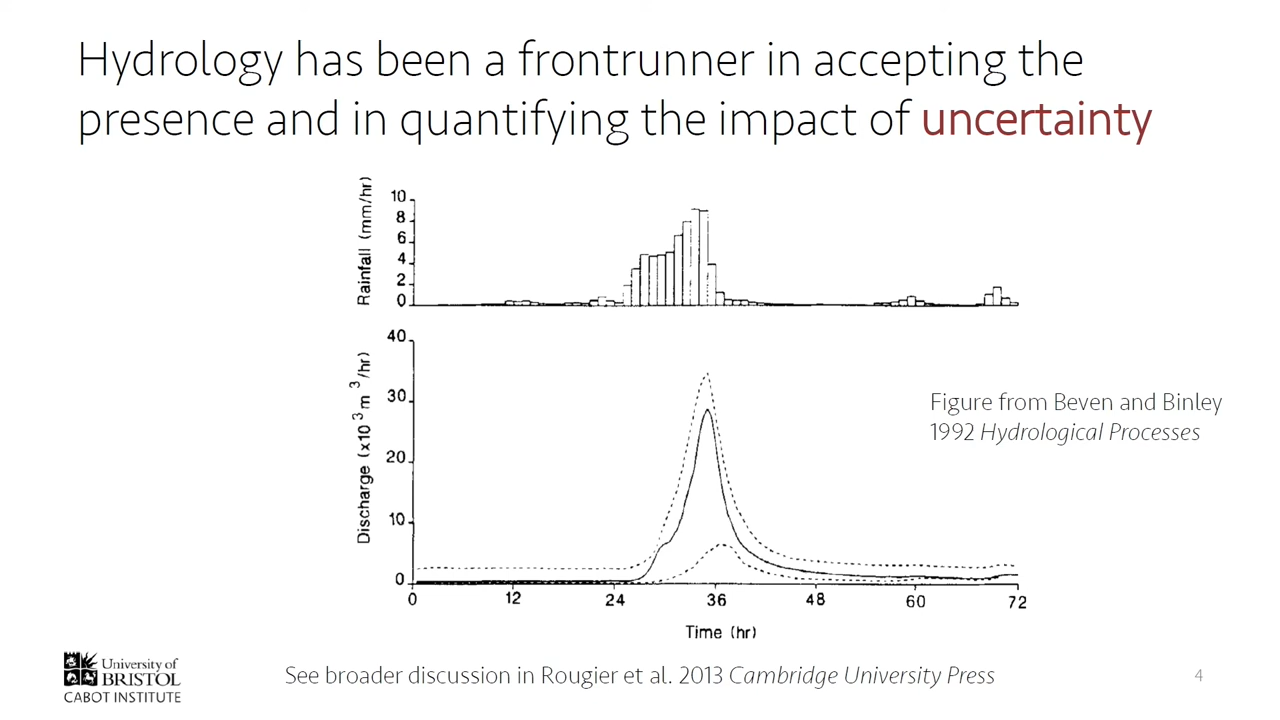 Hydrology has been a frontrunner in accepting the
presence and in quantifying the impact of uncertainty
Rainfall (mm/hr)
10
8
6
4
2
0
Discharge (x10³ m³/hr)
40
30
20
10
0
0 12 24 36 48 60 72
Time (hr)
Figure from Beven and Binley
1992 Hydrological Processes
University of
BRISTOL
CABOT INSTITUTE
See broader discussion in Rougier et al. 2013 Cambridge University Press
4